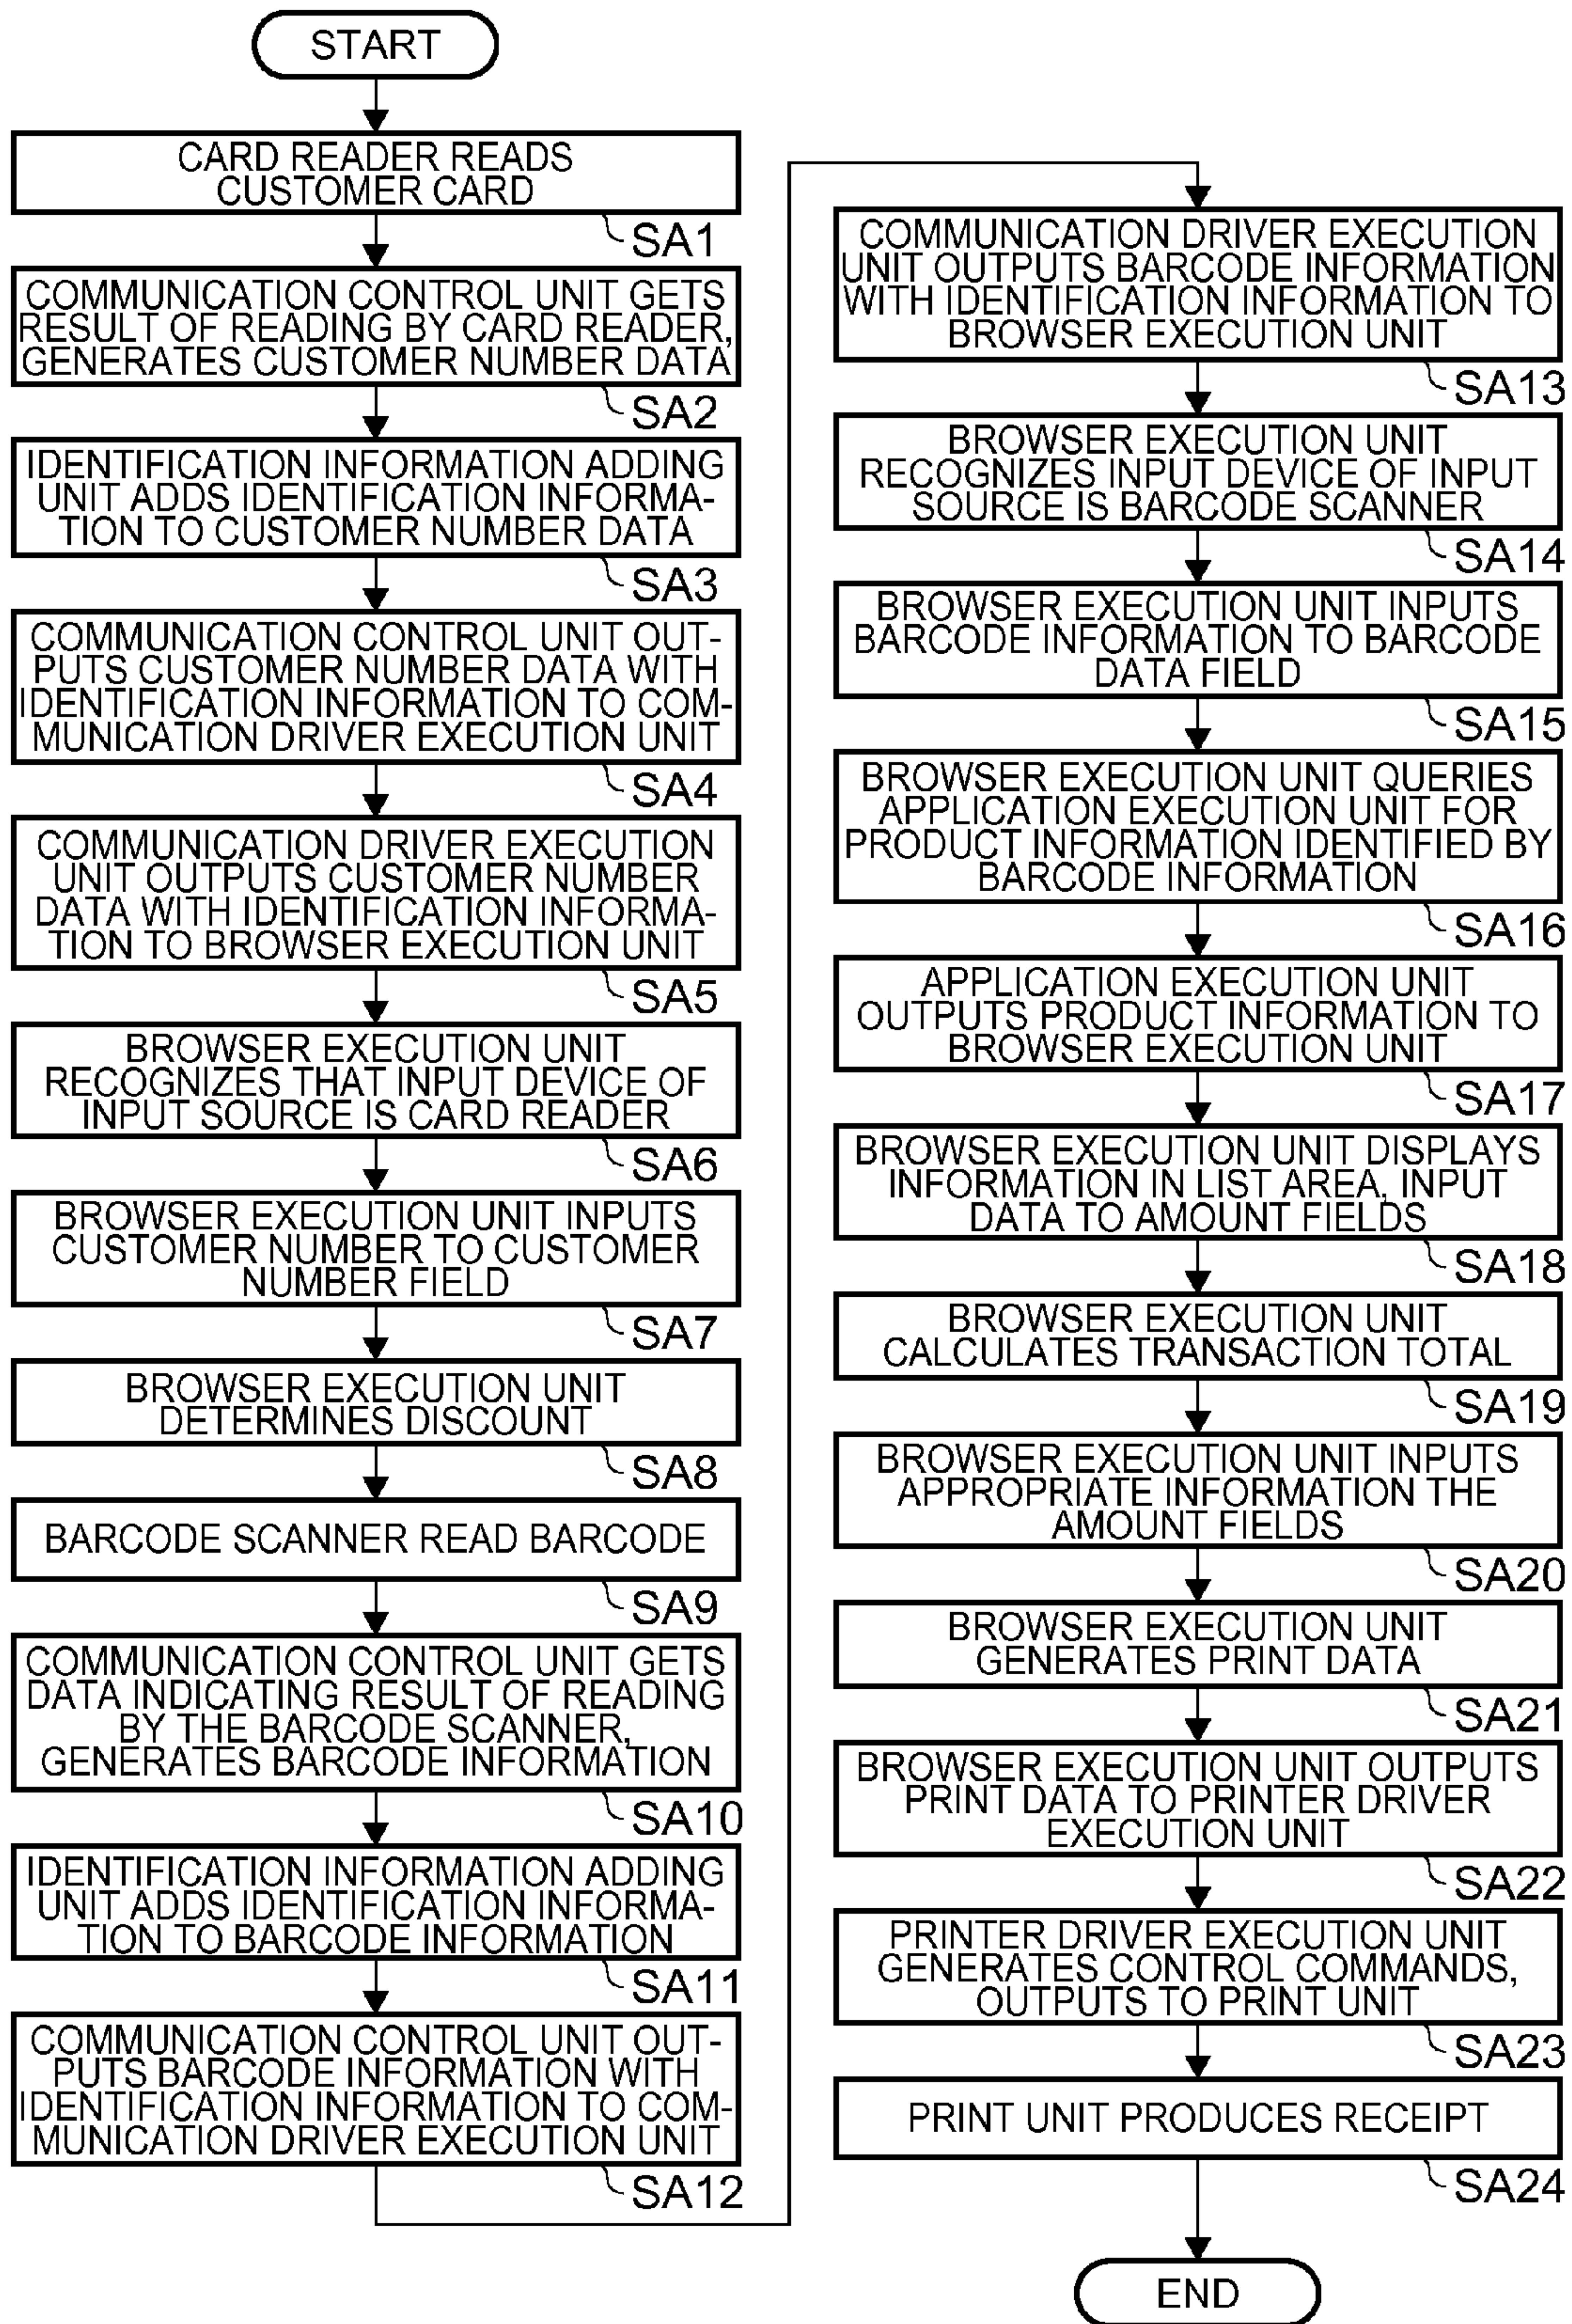 START
CARD READER READS
CUSTOMER CARD
SA1
COMMUNICATION CONTROL UNIT GETS
RESULT OF READING BY CARD READER,
GENERATES CUSTOMER NUMBER DATA
SA2
IDENTIFICATION INFORMATION ADDING
UNIT ADDS IDENTIFICATION INFORMA-
TION TO CUSTOMER NUMBER DATA
SA3
COMMUNICATION CONTROL UNIT OUT-
PUTS CUSTOMER NUMBER DATA WITH
IDENTIFICATION INFORMATION TO COM-
MUNICATION DRIVER EXECUTION UNIT
SA4
COMMUNICATION DRIVER EXECUTION
UNIT OUTPUTS CUSTOMER NUMBER
DATA WITH IDENTIFICATION INFORMA-
TION TO BROWSER EXECUTION UNIT
SA5
BROWSER EXECUTION UNIT
RECOGNIZES THAT INPUT DEVICE OF
INPUT SOURCE IS CARD READER
SA6
BROWSER EXECUTION UNIT INPUTS
CUSTOMER NUMBER TO CUSTOMER
NUMBER FIELD
SA7
BROWSER EXECUTION UNIT
DETERMINES DISCOUNT
SA8
BARCODE SCANNER READ BARCODE
SA9
COMMUNICATION CONTROL UNIT GETS
DATA INDICATING RESULT OF READING
BY THE BARCODE SCANNER,
GENERATES BARCODE INFORMATION
SA10
IDENTIFICATION INFORMATION ADDING
UNIT ADDS IDENTIFICATION INFORMA-
TION TO BARCODE INFORMATION
SA11
COMMUNICATION CONTROL UNIT OUT-
PUTS BARCODE INFORMATION WITH
IDENTIFICATION INFORMATION TO COM-
MUNICATION DRIVER EXECUTION UNIT
SA12
COMMUNICATION DRIVER EXECUTION
UNIT OUTPUTS BARCODE INFORMATION
WITH IDENTIFICATION INFORMATION TO
BROWSER EXECUTION UNIT
SA13
BROWSER EXECUTION UNIT
RECOGNIZES INPUT DEVICE OF INPUT
SOURCE IS BARCODE SCANNER
SA14
BROWSER EXECUTION UNIT INPUTS
BARCODE INFORMATION TO BARCODE
DATA FIELD
SA15
BROWSER EXECUTION UNIT QUERIES
APPLICATION EXECUTION UNIT FOR
PRODUCT INFORMATION IDENTIFIED BY
BARCODE INFORMATION
SA16
APPLICATION EXECUTION UNIT
OUTPUTS PRODUCT INFORMATION TO
BROWSER EXECUTION UNIT
SA17
BROWSER EXECUTION UNIT DISPLAYS
INFORMATION IN LIST AREA, INPUT
DATA TO AMOUNT FIELDS
SA18
BROWSER EXECUTION UNIT
CALCULATES TRANSACTION TOTAL
SA19
BROWSER EXECUTION UNIT INPUTS
APPROPRIATE INFORMATION THE
AMOUNT FIELDS
SA20
BROWSER EXECUTION UNIT
GENERATES PRINT DATA
SA21
BROWSER EXECUTION UNIT OUTPUTS
PRINT DATA TO PRINTER DRIVER
EXECUTION UNIT
SA22
PRINTER DRIVER EXECUTION UNIT
GENERATES CONTROL COMMANDS,
OUTPUTS TO PRINT UNIT
SA23
PRINT UNIT PRODUCES RECEIPT
SA24
END